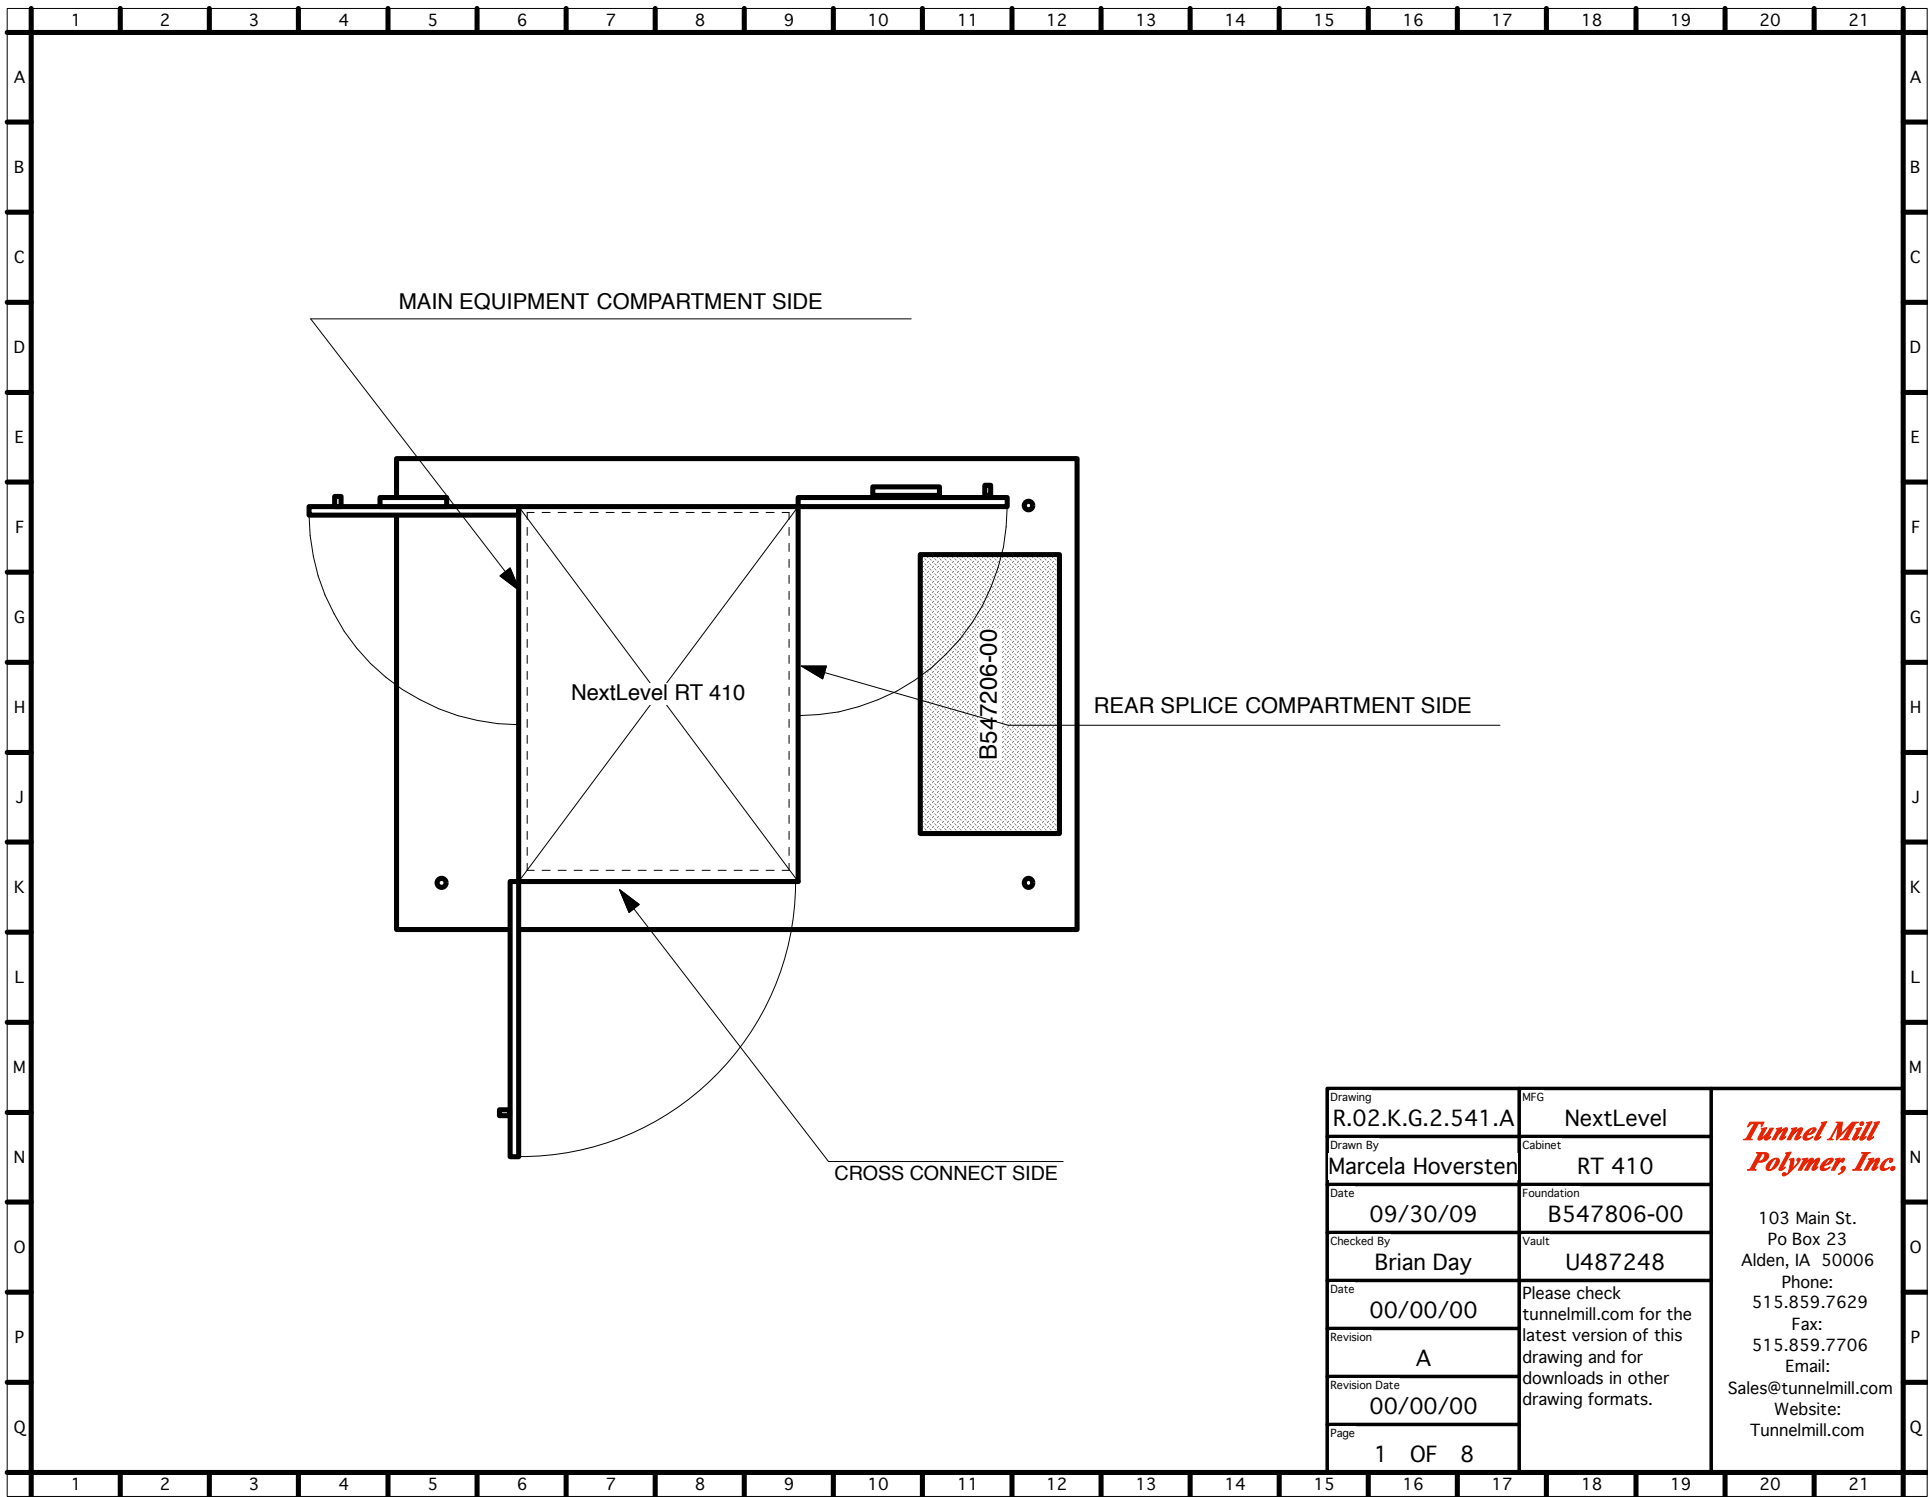 1 2 3 4 5 6 7 8 9 10 11 12 13 14 15 16 17 18 19 20 21
A A
B B
C C
MAIN EQUIPMENT COMPARTMENT SIDE
D D
E E
F F
G G
B547206-00
NextLevel RT 410
REAR SPLICE COMPARTMENT SIDE
H H
J J
K K
L L
M M
CROSS CONNECT SIDE
N N
O O
P P
Q Q
Drawing
R.02.K.G.2.541.A
MFG
NextLevel
Drawn By
Marcela Hoversten
Cabinet
RT 410
Date
09/30/09
Foundation
B547806-00
Checked By
Brian Day
Vault
U487248
Date
00/00/00
Revision
A
Revision Date
00/00/00
Page
1 OF 8
Please check
tunnelmill.com for the
latest version of this
drawing and for
downloads in other
drawing formats.
Tunnel Mill
Polymer, Inc.
103 Main St.
Po Box 23
Alden, IA 50006
Phone:
515.859.7629
Fax:
515.859.7706
Email:
Sales@tunnelmill.com
Website:
Tunnelmill.com
1 2 3 4 5 6 7 8 9 10 11 12 13 14 15 16 17 18 19 20 21